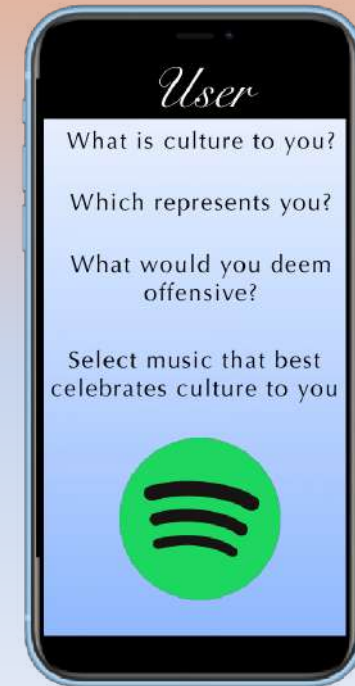 User
What is culture to you?
Which represents you?
What would you deem
offensive?
Select music that best
celebrates culture to you